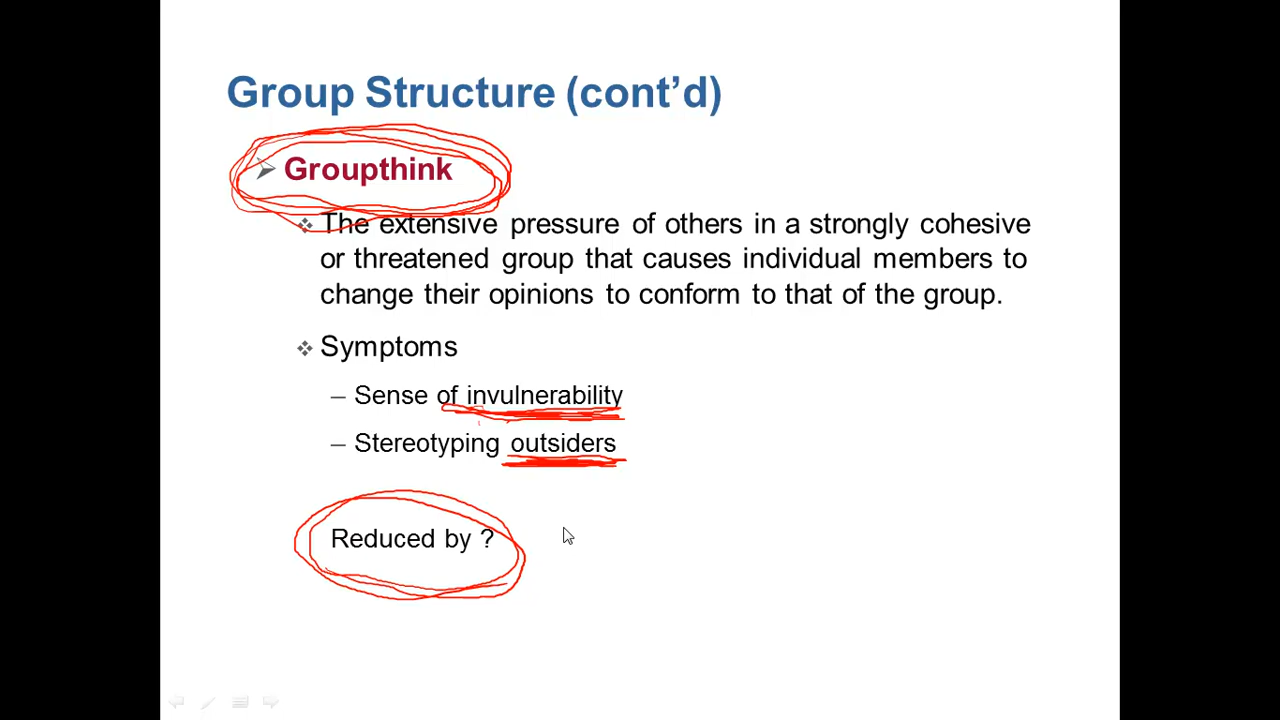 Group Structure (cont’d)
Groupthink
The extensive pressure of others in a strongly cohesive
or threatened group that causes individual members to
change their opinions to conform to that of the group.
Symptoms
– Sense of invulnerability
– Stereotyping outsiders
Reduced by ?